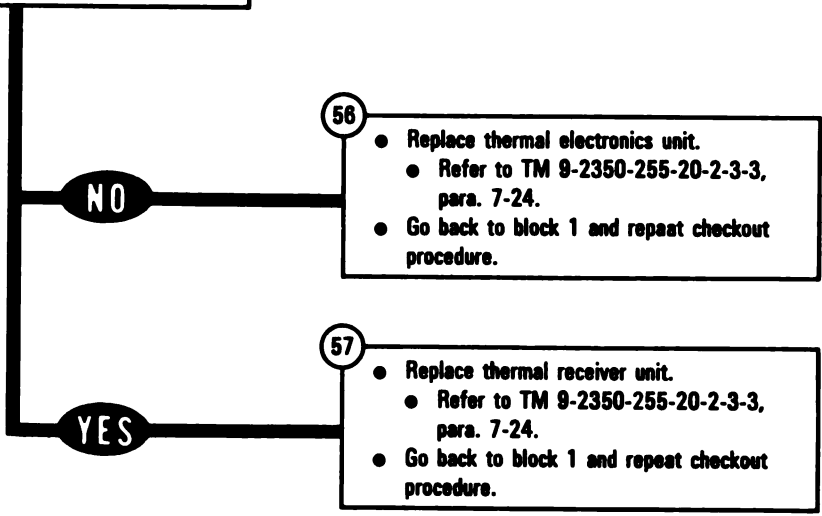 56
• Replace thermal electronics unit.
• Refer to TM 9-2350-255-20-2-3-3,
para. 7-24.
• Go back to block 1 and repaat checkout
procedure.
NO
57
• Replace thermal receiver unit.
• Refer to TM 9-2350-255-20-2-3-3,
para. 7-24.
• Go back to block 1 and repeat checkout
procedure.
YES